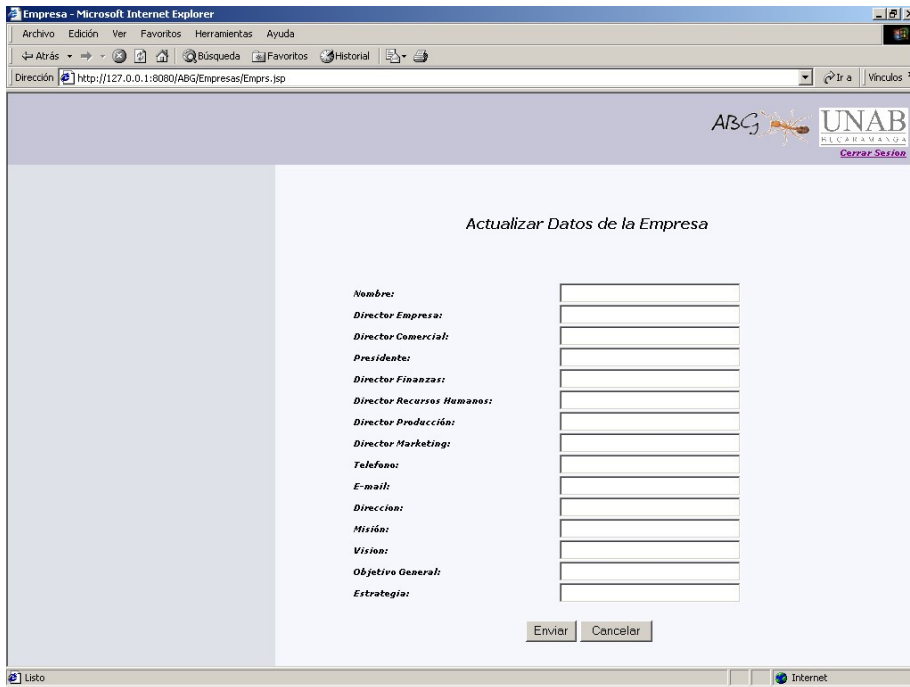 Empresa - Microsoft Internet Explorer
Archivo Edición Ver Favoritos Herramientas Ayuda
Atrás Búsqueda Favoritos Historial
Dirección http://127.0.0.1:8080/ABG/Empresas/Emprs.jsp Ir a Vínculos
ABG UNAB
BUCARAMANGA
Cerrar Sesion
Actualizar Datos de la Empresa
Nombre:
Director Empresa:
Director Comercial:
Presidente:
Director Finanzas:
Director Recursos Humanos:
Director Producción:
Director Marketing:
Telefono:
E-mail:
Direccion:
Misión:
Vision:
Objetivo General:
Estrategia:
Enviar Cancelar
Listo Internet